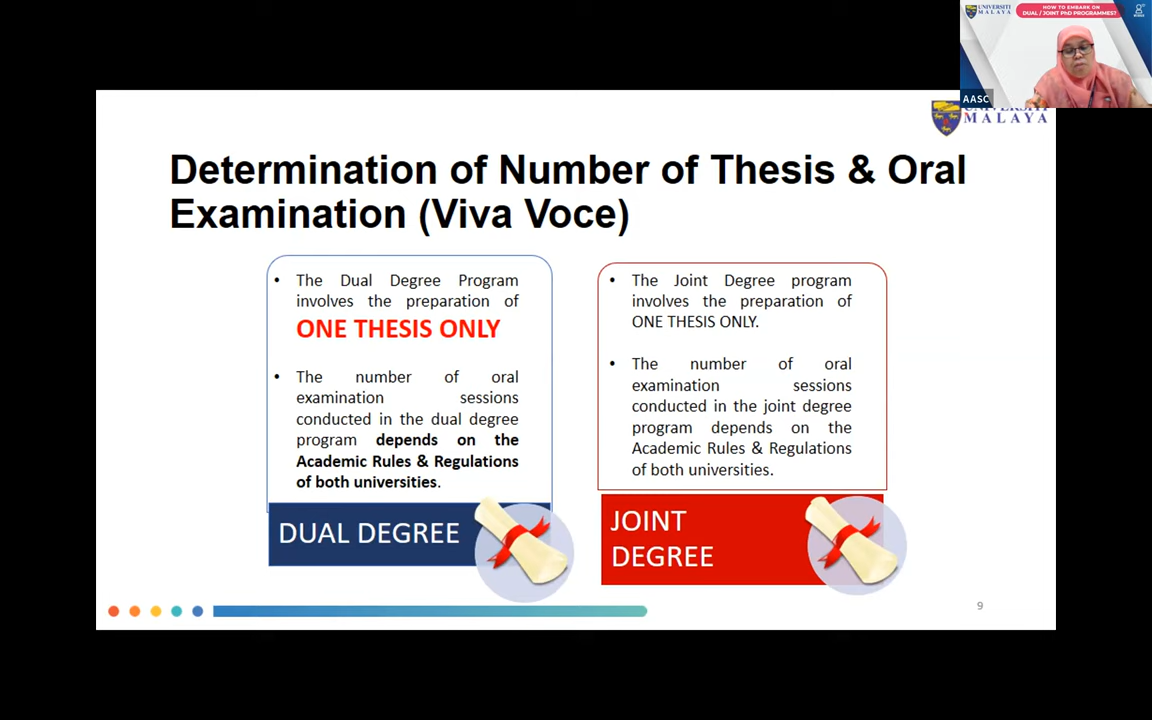 UNIVERSITI
MALAYA
HOW TO EMBARK ON
DUAL / JOINT PhD PROGRAMMES?
AASC
MALAYA
Determination of Number of Thesis & Oral
Examination (Viva Voce)
• The Dual Degree Program
involves the preparation of
ONE THESIS ONLY
• The number of oral
examination sessions
conducted in the dual degree
program depends on the
Academic Rules & Regulations
of both universities.
DUAL DEGREE
• The Joint Degree program
involves the preparation of
ONE THESIS ONLY.
• The number of oral
examination sessions
conducted in the joint degree
program depends on the
Academic Rules & Regulations
of both universities.
JOINT
DEGREE
9